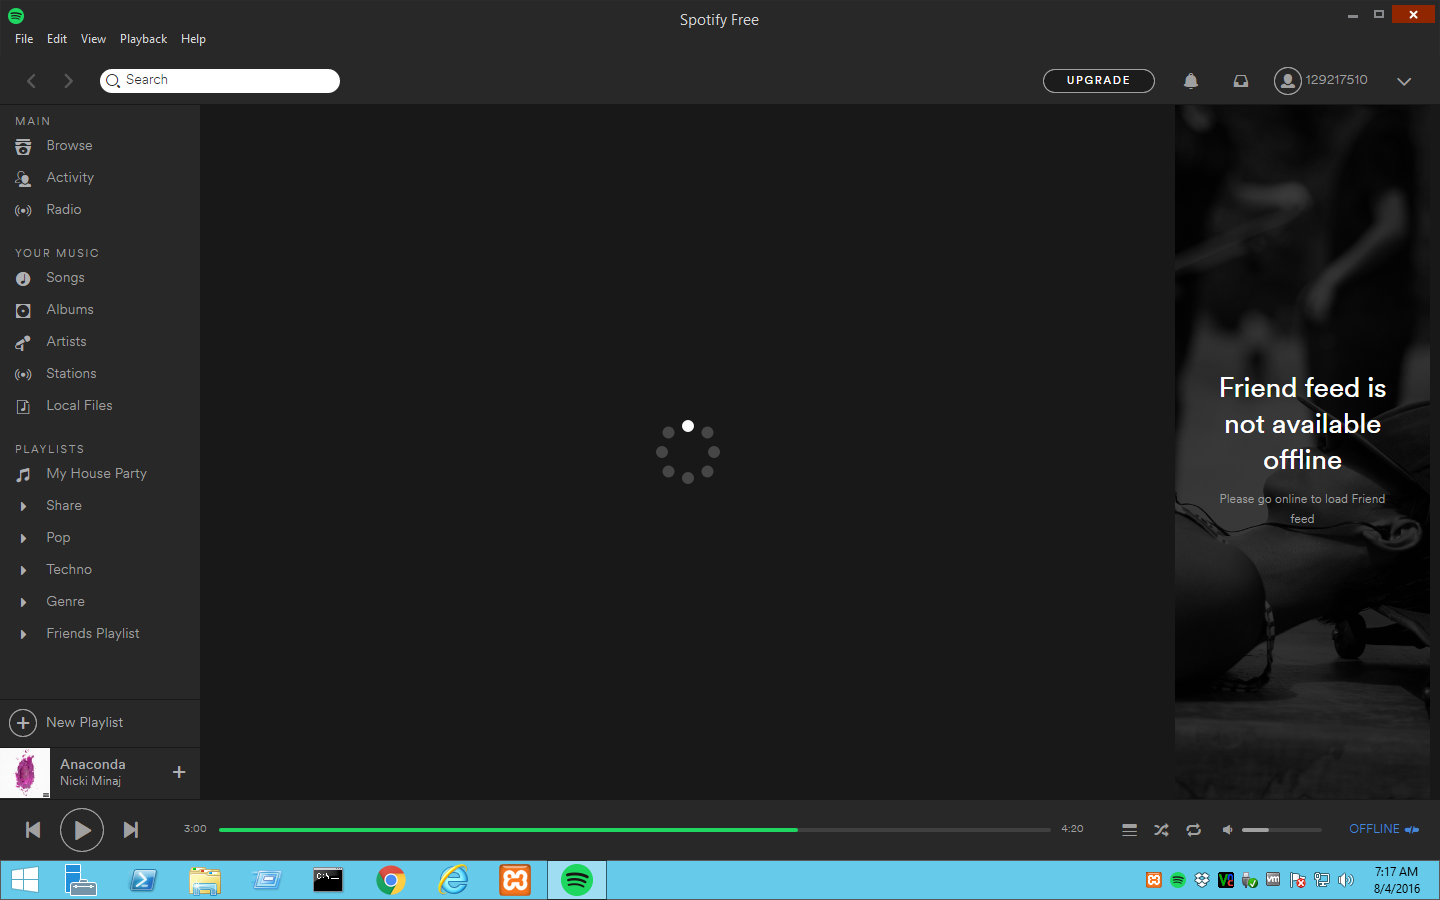 Spotify Free
File Edit View Playback Help
Search
UPGRADE
129217510
MAIN
Browse
Activity
Radio
YOUR MUSIC
Songs
Albums
Artists
Stations
Local Files
PLAYLISTS
My House Party
Share
Pop
Techno
Genre
Friends Playlist
New Playlist
Anaconda
Nicki Minaj
Friend feed is
not available
offline
Please go online to load Friend
feed
3:00
4:20
OFFLINE
C:\_
vm
7:17 AM
8/4/2016